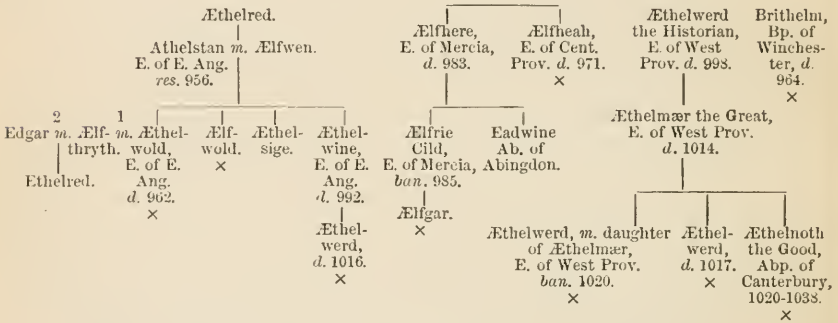 Æthelred.
Athelstan m. Ælfwen.
E. of E. Ang.
res. 956.
Ælfhere,
E. of Mercia,
d. 983.
Ælfheah,
E. of Cent.
Prov. d. 971.
×
Æthelwerd
the Historian,
E. of West
Prov. d. 998.
Brithelm,
Bp. of
Winches-
ter, d.
964.
×
2 1
Edgar m. Ælf- m. Æthel-
thryth. wold,
E. of E.
Ang.
d. 962.
×
Ethelred.
Ælf-
wold.
×
Æthel-
sige.
Æthel-
wine,
E. of E.
Ang.
d. 992.
Æthel-
werd,
d. 1016.
×
Ælfrie
Cild,
E. of Mercia,
ban. 985.
Ælfgar.
×
Eadwine
Ab. of
Abingdon.
Æthelmær the Great,
E. of West Prov.
d. 1014.
Æthelwerd, m. daughter
of Æthelmær,
E. of West Prov.
ban. 1020.
×
Æthel-
werd,
d. 1017.
×
Æthelnoth
the Good,
Abp. of
Canterbury,
1020-1038.
×